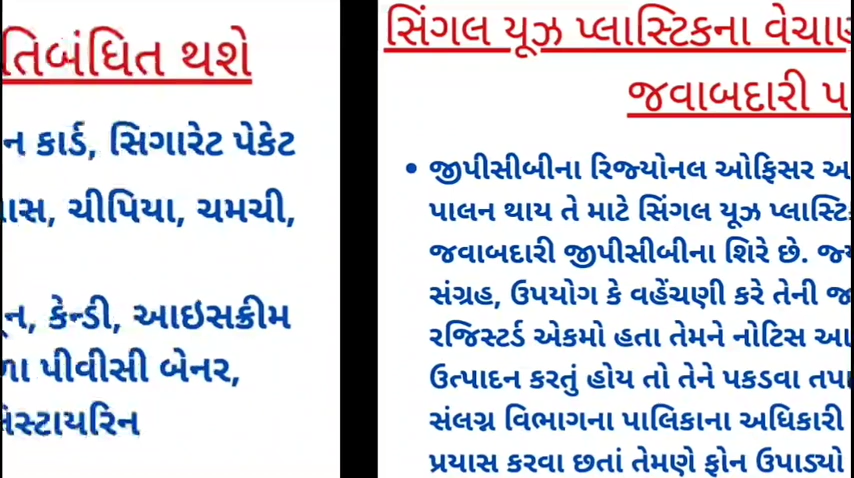 તિબંધિત થશે
ન કાર્ડ, સિગારેટ પેકેટ
ાસ, ચીપિયા, ચમચી,
ન, કેન્ડી, આઇસક્રીમ
ળા પીવીસી બેનર,
સ્ટાયરિન
સિંગલ યૂઝ પ્લાસ્ટિકના વેચાણ
જવાબદારી પ
• જીપીસીબીના રિજ્યોનલ ઓફિસર અ
પાલન થાય તે માટે સિંગલ યૂઝ પ્લાસ્ટિ
જવાબદારી જીપીસીબીના શિરે છે. જ્
સંગ્રહ, ઉપયોગ કે વહેંચણી કરે તેની જ
રજિસ્ટર્ડ એકમો હતા તેમને નોટિસ આ
ઉત્પાદન કરતું હોય તો તેને પકડવા તપા
સંલગ્ન વિભાગના પાલિકાના અધિકારી
પ્રયાસ કરવા છતાં તેમણે ફોન ઉપાડ્યો